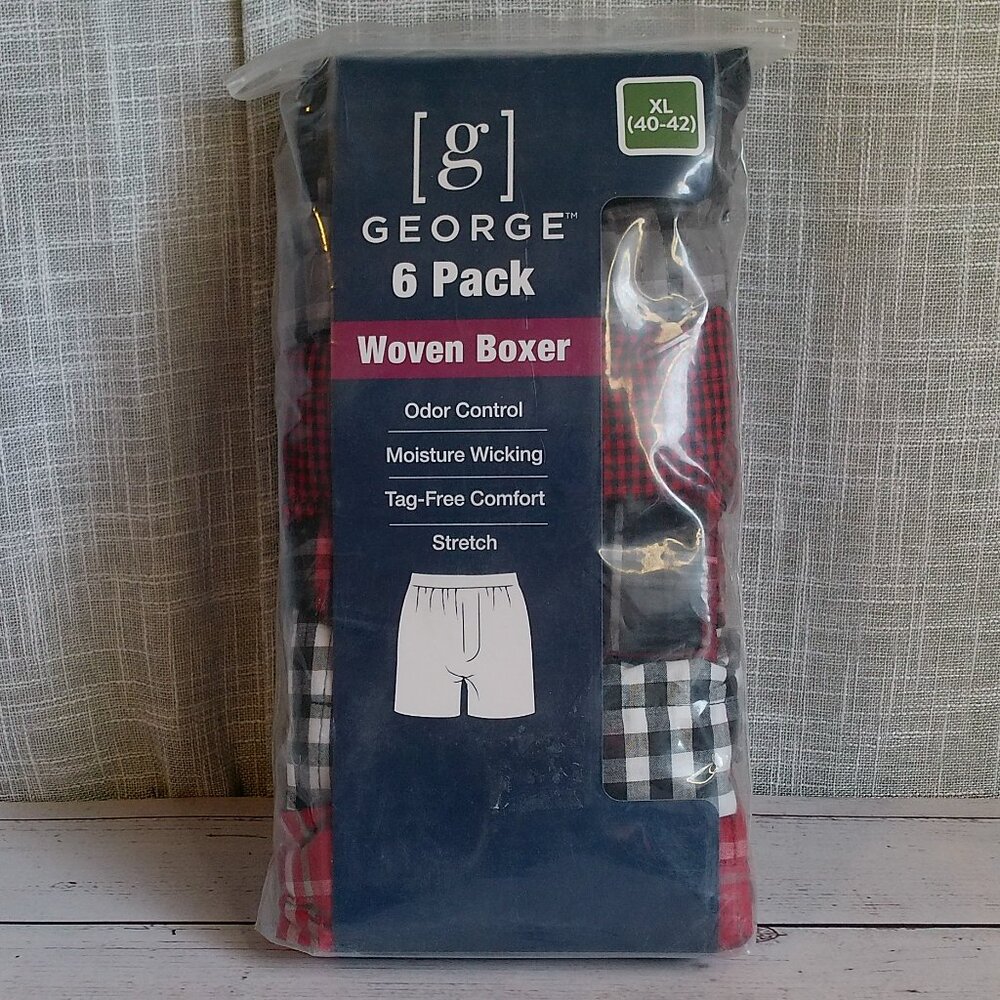 XL
(40-42)
[g]
GEORGE™
6 Pack
Woven Boxer
Odor Control
Moisture Wicking
Tag-Free Comfort
Stretch